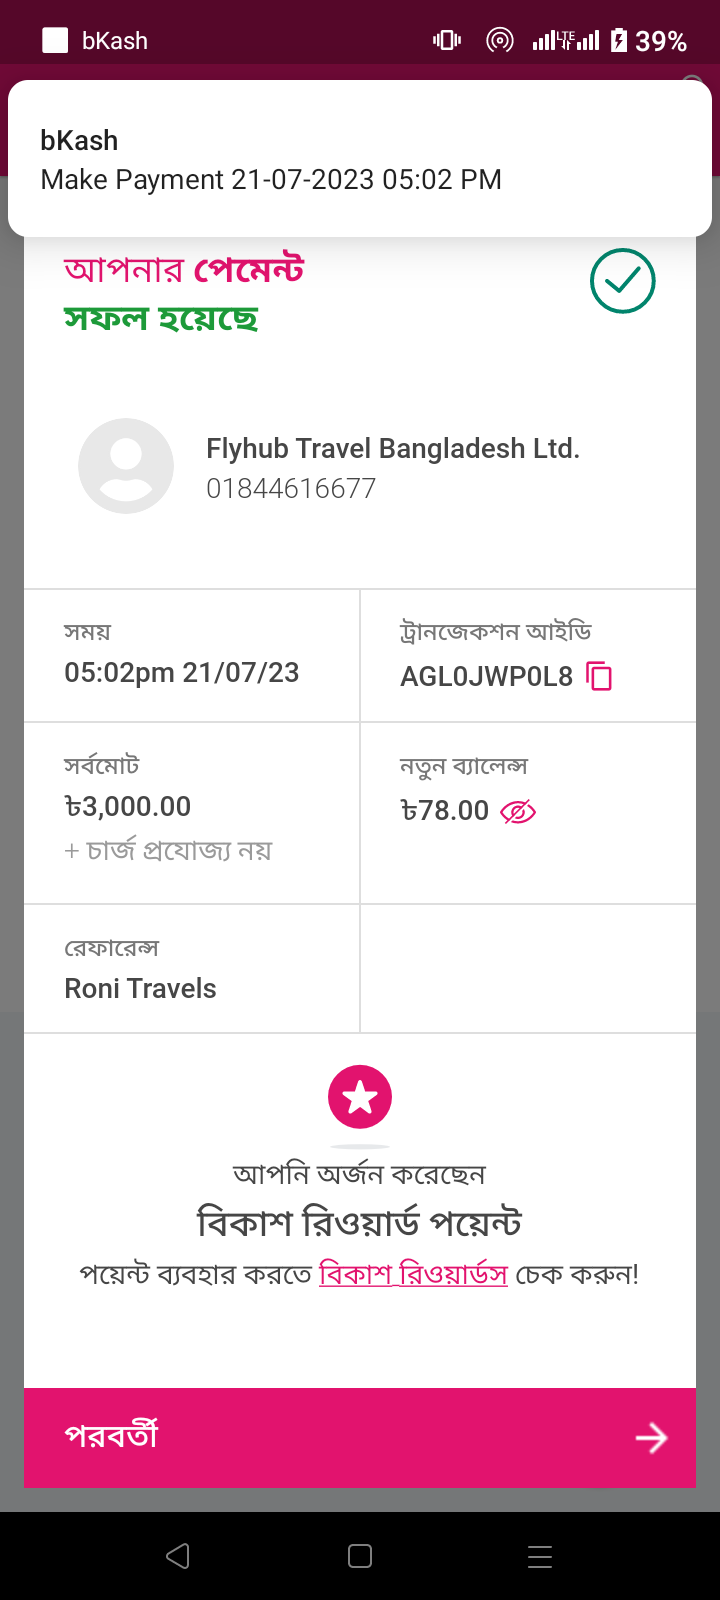 bKash
LTE
39%
bKash
Make Payment 21-07-2023 05:02 PM
আপনার পেমেন্ট
সফল হয়েছে
Flyhub Travel Bangladesh Ltd.
01844616677
সময়
05:02pm 21/07/23
ট্রানজেকশন আইডি
AGL0JWP0L8
সর্বমোট
৳3,000.00
+ চার্জ প্রযোজ্য নয়
নতুন ব্যালেন্স
৳78.00
রেফারেন্স
Roni Travels
আপনি অর্জন করেছেন
বিকাশ রিওয়ার্ড পয়েন্ট
পয়েন্ট ব্যবহার করতে বিকাশ রিওয়ার্ডস চেক করুন!
পরবর্তী